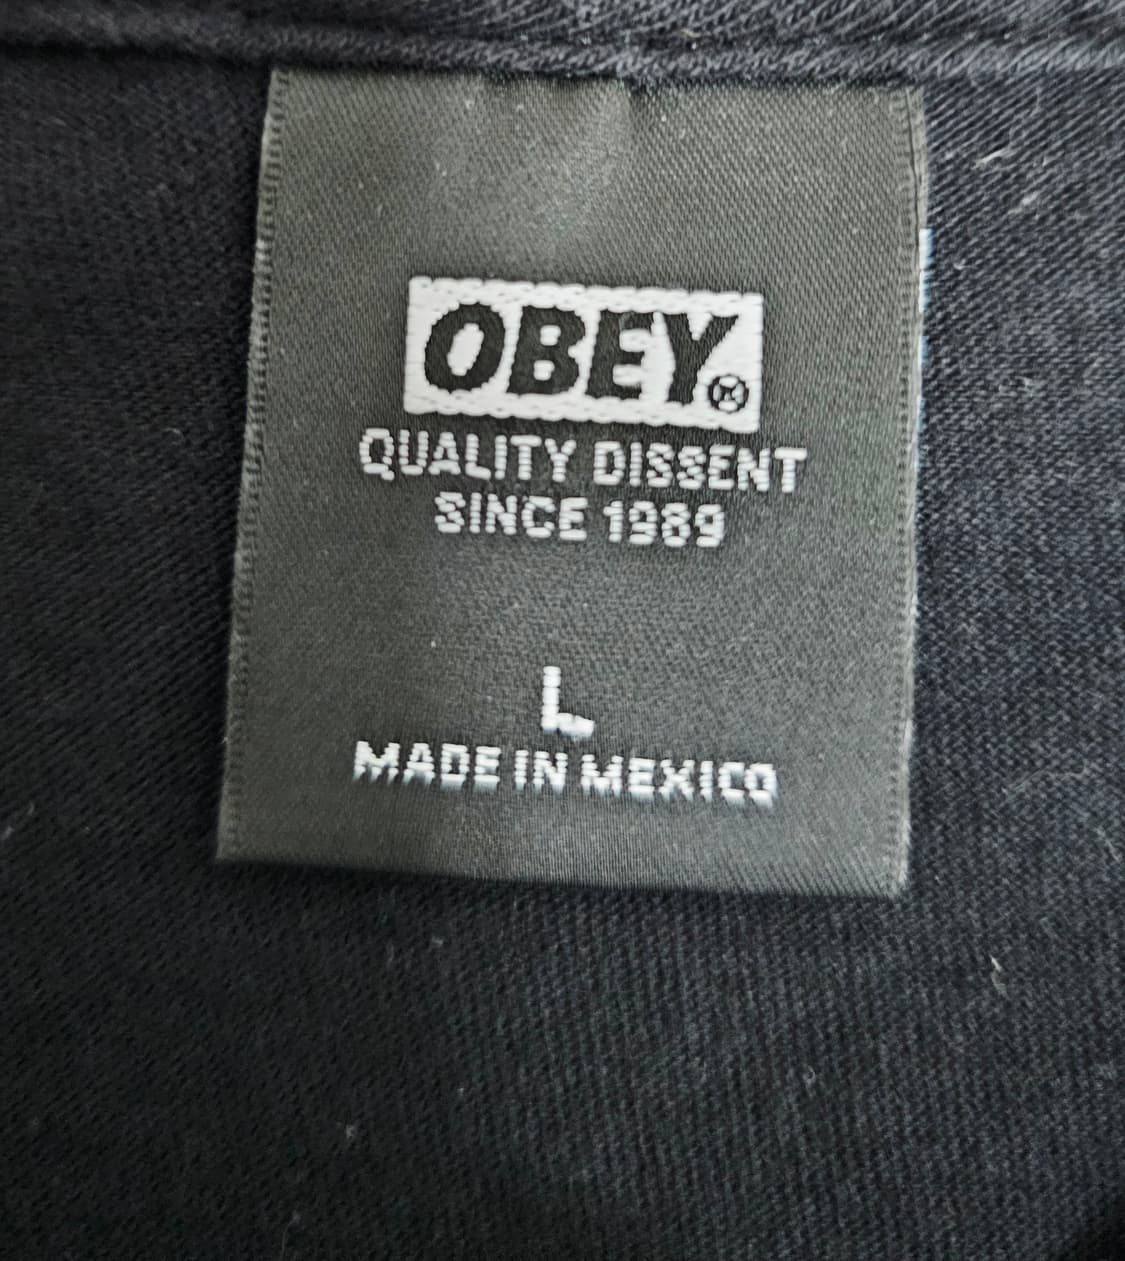 OBEY®
QUALITY DISSENT
SINCE 1989
L
MADE IN MEXICO